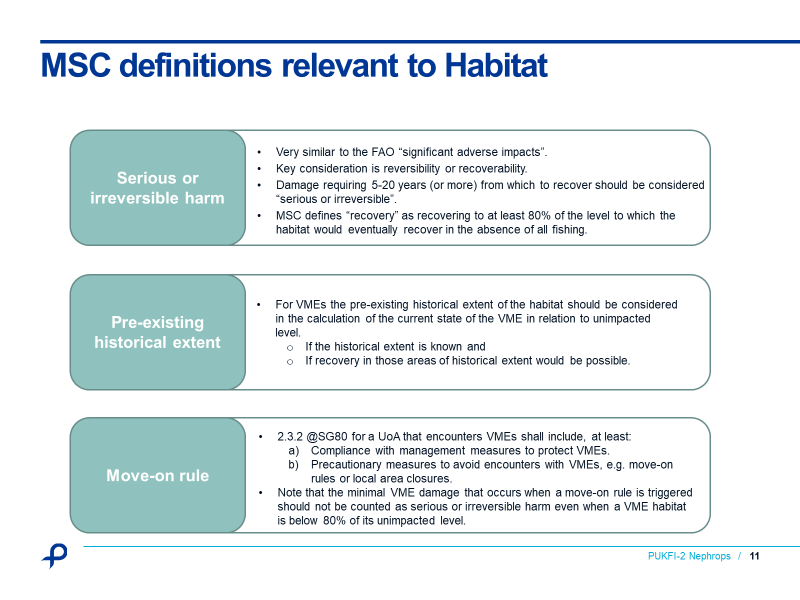 MSC definitions relevant to Habitat
Serious or
irreversible harm
• Very similar to the FAO “significant adverse impacts”.
• Key consideration is reversibility or recoverability.
• Damage requiring 5-20 years (or more) from which to recover should be considered
“serious or irreversible”.
• MSC defines “recovery” as recovering to at least 80% of the level to which the
habitat would eventually recover in the absence of all fishing.
Pre-existing
historical extent
• For VMEs the pre-existing historical extent of the habitat should be considered
in the calculation of the current state of the VME in relation to unimpacted
level.
o If the historical extent is known and
o If recovery in those areas of historical extent would be possible.
Move-on rule
• 2.3.2 @SG80 for a UoA that encounters VMEs shall include, at least:
a) Compliance with management measures to protect VMEs.
b) Precautionary measures to avoid encounters with VMEs, e.g. move-on
rules or local area closures.
• Note that the minimal VME damage that occurs when a move-on rule is triggered
should not be counted as serious or irreversible harm even when a VME habitat
is below 80% of its unimpacted level.
PUKFI-2 Nephrops / 11